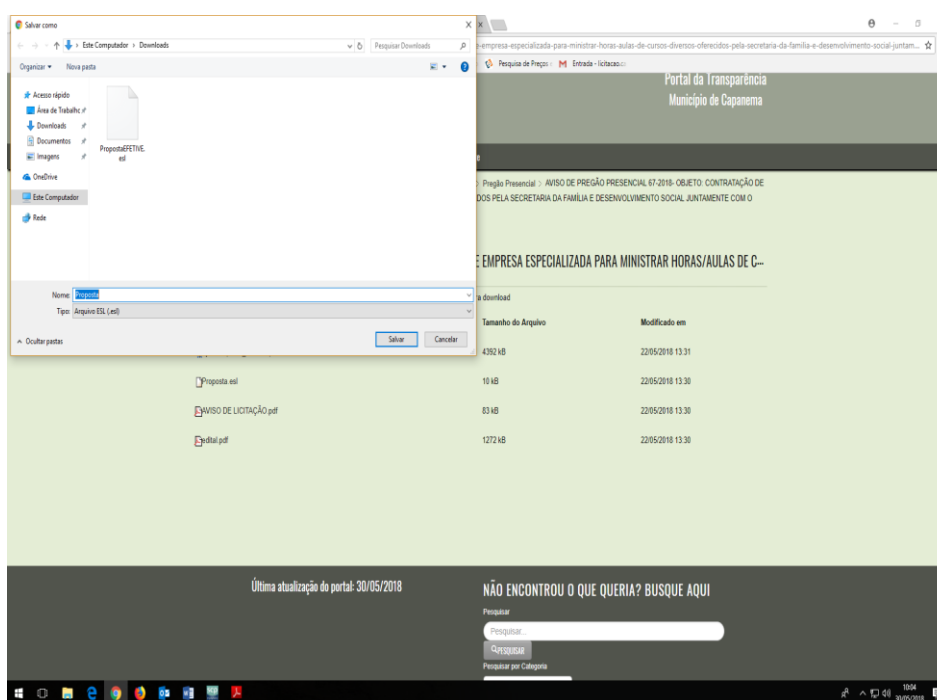 Salvar como
Este Computador > Downloads
Pesquisar Downloads
Organizar
Nova pasta
Acesso rápido
Área de Trabalhc
Downloads
Documentos
Imagens
OneDrive
Este Computador
Rede
PropostaEFETIVE.
esl
Nome: Proposta
Tipo: Arquivo ESL (.esl)
Ocultar pastas
Salvar
Cancelar
-empresa-especializada-para-ministrar-horas-aulas-de-cursos-diversos-oferecidos-pela-secretaria-da-familia-e-desenvolvimento-social-juntam...
Pesquisa de Preços
Entrada - licitacao.c
Portal da Transparência
Município de Capanema
Pregão Presencial > AVISO DE PREGÃO PRESENCIAL 67-2018- OBJETO: CONTRATAÇÃO DE
DOS PELA SECRETARIA DA FAMÍLIA E DESENVOLVIMENTO SOCIAL JUNTAMENTE COM O
E EMPRESA ESPECIALIZADA PARA MINISTRAR HORAS/AULAS DE C...
a download
Tamanho do Arquivo Modificado em
4392 kB 22/05/2018 13:31
Proposta.esl 10 kB 22/05/2018 13:30
AVISO DE LICITAÇÃO.pdf 83 kB 22/05/2018 13:30
edital.pdf 1272 kB 22/05/2018 13:30
Última atualização do portal: 30/05/2018
NÃO ENCONTROU O QUE QUERIA? BUSQUE AQUI
Pesquisar
Pesquisar...
PESQUISAR
Pesquisar por Categoria
10:04
30/05/2018